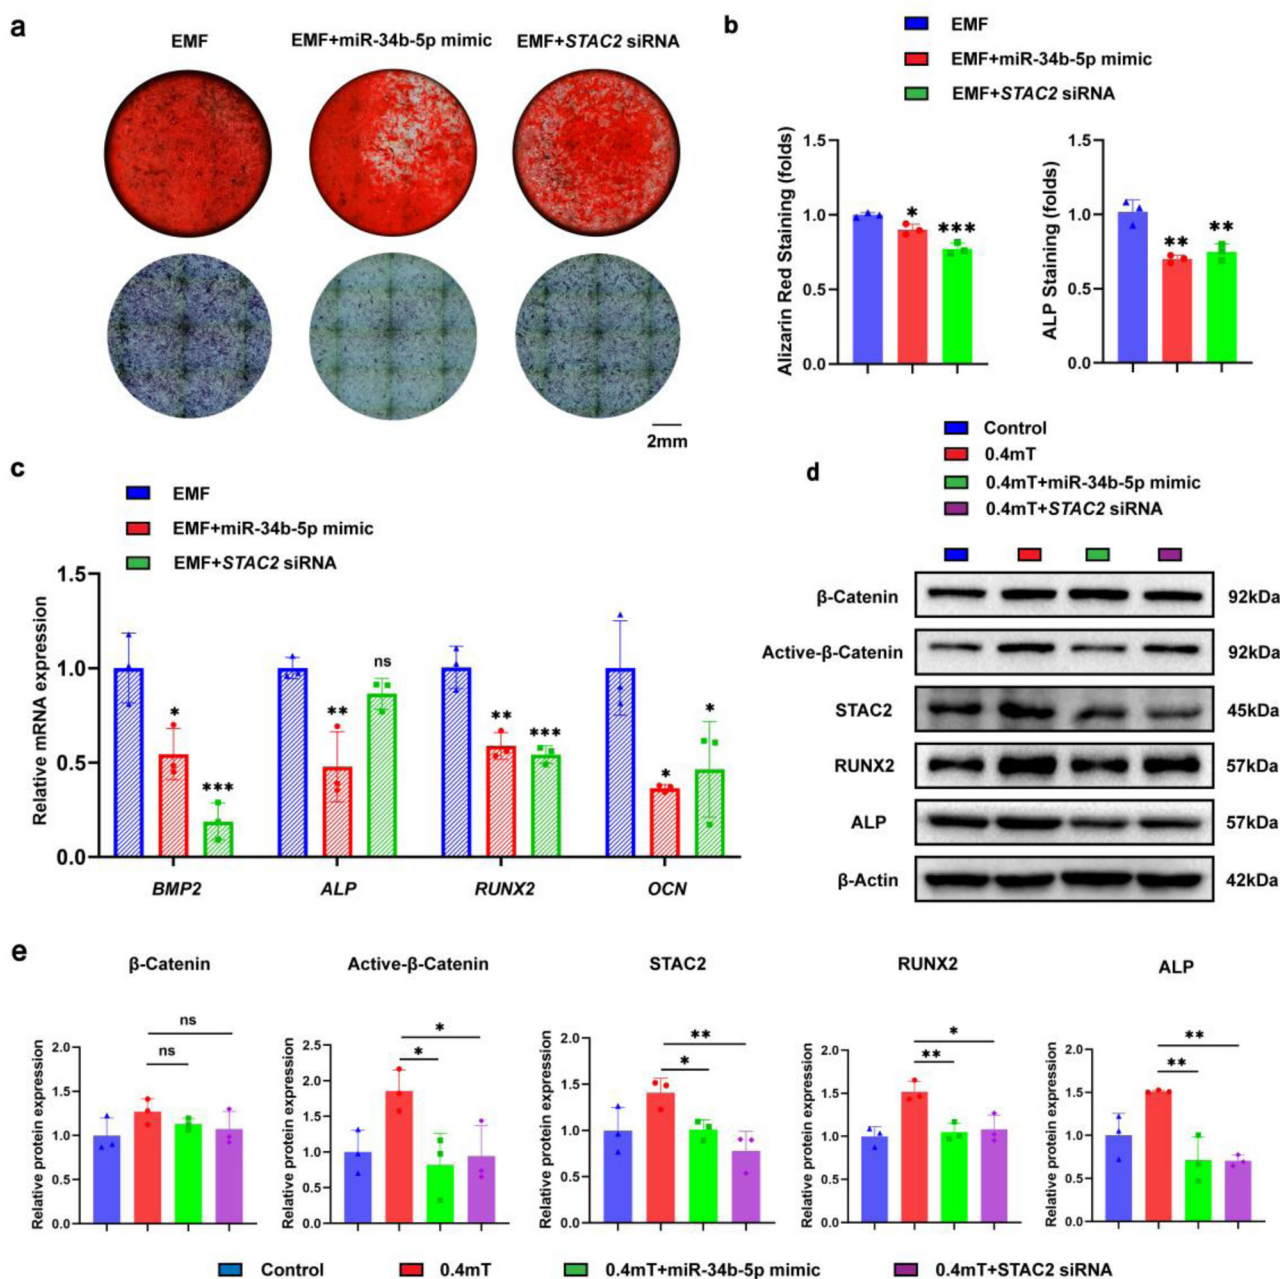 a
EMF
EMF+miR-34b-5p mimic
EMF+STAC2 siRNA
2mm
b
EMF
EMF+miR-34b-5p mimic
EMF+STAC2 siRNA
Alizarin Red Staining (folds)
1.5
1.0
0.5
0.0
*
***
ALP Staining (folds)
1.5
1.0
0.5
0.0
**
**
c
EMF
EMF+miR-34b-5p mimic
EMF+STAC2 siRNA
Relative mRNA expression
1.5
1.0
0.5
0.0
*
***
**
ns
**
***
*
*
BMP2
ALP
RUNX2
OCN
d
Control
0.4mT
0.4mT+miR-34b-5p mimic
0.4mT+STAC2 siRNA
β-Catenin 92kDa
Active-β-Catenin 92kDa
STAC2 45kDa
RUNX2 57kDa
ALP 57kDa
β-Actin 42kDa
e
β-Catenin
Relative protein expression
2.0
1.5
1.0
0.5
0.0
ns
ns
Active-β-Catenin
Relative protein expression
2.5
2.0
1.5
1.0
0.5
0.0
*
*
STAC2
Relative protein expression
2.0
1.5
1.0
0.5
0.0
**
*
RUNX2
Relative protein expression
2.0
1.5
1.0
0.5
0.0
*
**
ALP
Relative protein expression
2.0
1.5
1.0
0.5
0.0
**
**
Control
0.4mT
0.4mT+miR-34b-5p mimic
0.4mT+STAC2 siRNA